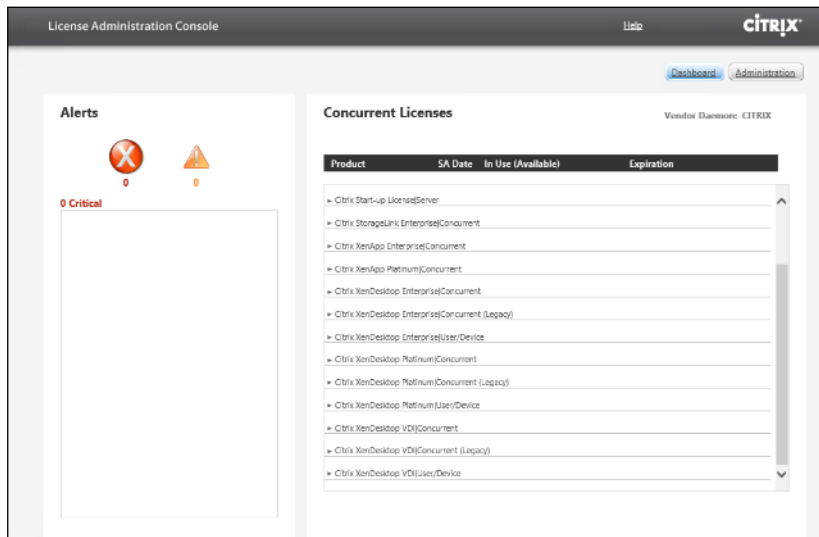 License Administration Console
Help
CITRIX
Dashboard
Administration
Alerts
0
0
0 Critical
Concurrent Licenses
Vendor Daemon: CITRIX
Product SA Date In Use (Available) Expiration
Citrix Start-up License|Server
Citrix StorageLink Enterprise|Concurrent
Citrix XenApp Enterprise|Concurrent
Citrix XenApp Platinum|Concurrent
Citrix XenDesktop Enterprise|Concurrent
Citrix XenDesktop Enterprise|Concurrent (Legacy)
Citrix XenDesktop Enterprise|User/Device
Citrix XenDesktop Platinum|Concurrent
Citrix XenDesktop Platinum|Concurrent (Legacy)
Citrix XenDesktop Platinum|User/Device
Citrix XenDesktop VDI|Concurrent
Citrix XenDesktop VDI|Concurrent (Legacy)
Citrix XenDesktop VDI|User/Device